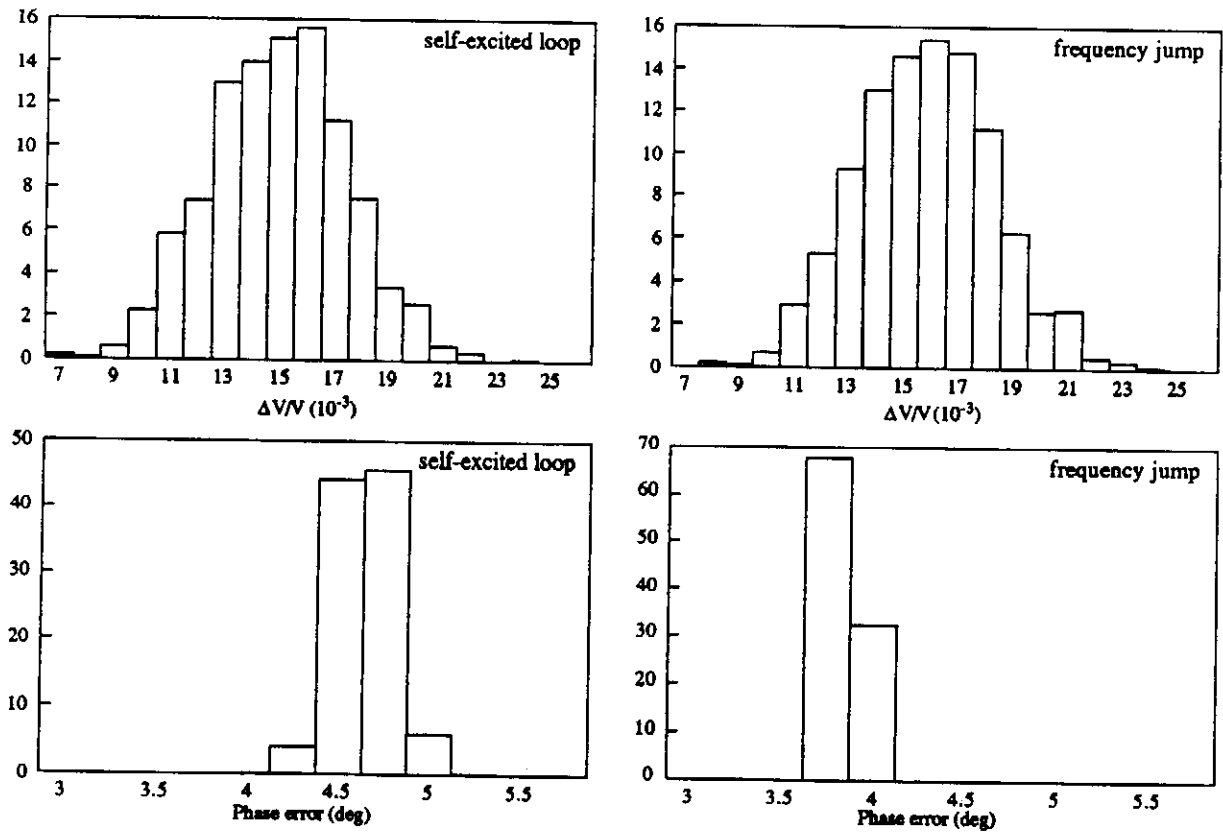 self-excited loop
16
14
12
10
8
6
4
2
0
7 9 11 13 15 17 19 21 23 25
ΔV/V (10⁻³)
frequency jump
16
14
12
10
8
6
4
2
0
7 9 11 13 15 17 19 21 23 25
ΔV/V (10⁻³)
self-excited loop
50
40
30
20
10
0
3 3.5 4 4.5 5 5.5
Phase error (deg)
frequency jump
70
60
50
40
30
20
10
0
3 3.5 4 4.5 5 5.5
Phase error (deg)